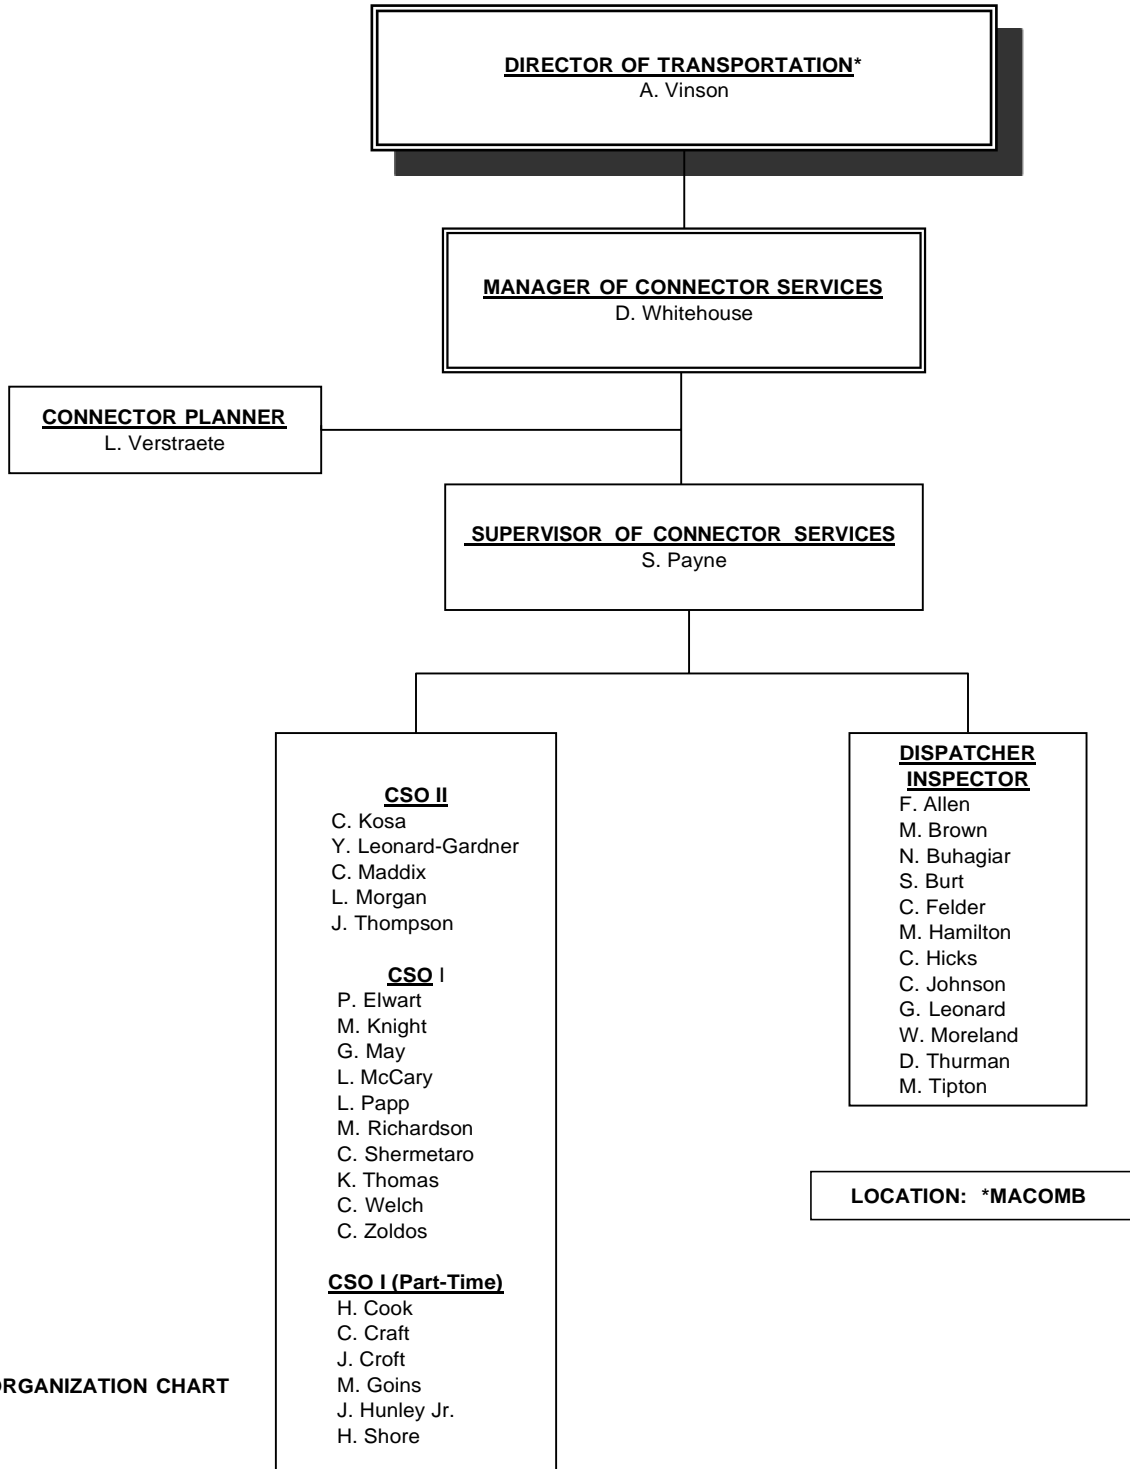 DIRECTOR OF TRANSPORTATION*
A. Vinson
MANAGER OF CONNECTOR SERVICES
D. Whitehouse
CONNECTOR PLANNER
L. Verstraete
SUPERVISOR OF CONNECTOR SERVICES
S. Payne
CSO II
C. Kosa
Y. Leonard-Gardner
C. Maddix
L. Morgan
J. Thompson
CSO I
P. Elwart
M. Knight
G. May
L. McCary
L. Papp
M. Richardson
C. Shermetaro
K. Thomas
C. Welch
C. Zoldos
CSO I (Part-Time)
H. Cook
C. Craft
J. Croft
M. Goins
J. Hunley Jr.
H. Shore
DISPATCHER
INSPECTOR
F. Allen
M. Brown
N. Buhagiar
S. Burt
C. Felder
M. Hamilton
C. Hicks
C. Johnson
G. Leonard
W. Moreland
D. Thurman
M. Tipton
LOCATION: *MACOMB
ORGANIZATION CHART